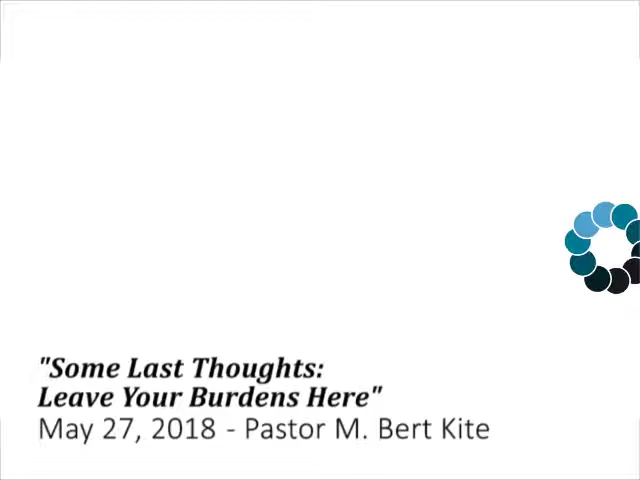 "Some Last Thoughts:
Leave Your Burdens Here"
May 27, 2018 - Pastor M. Bert Kite